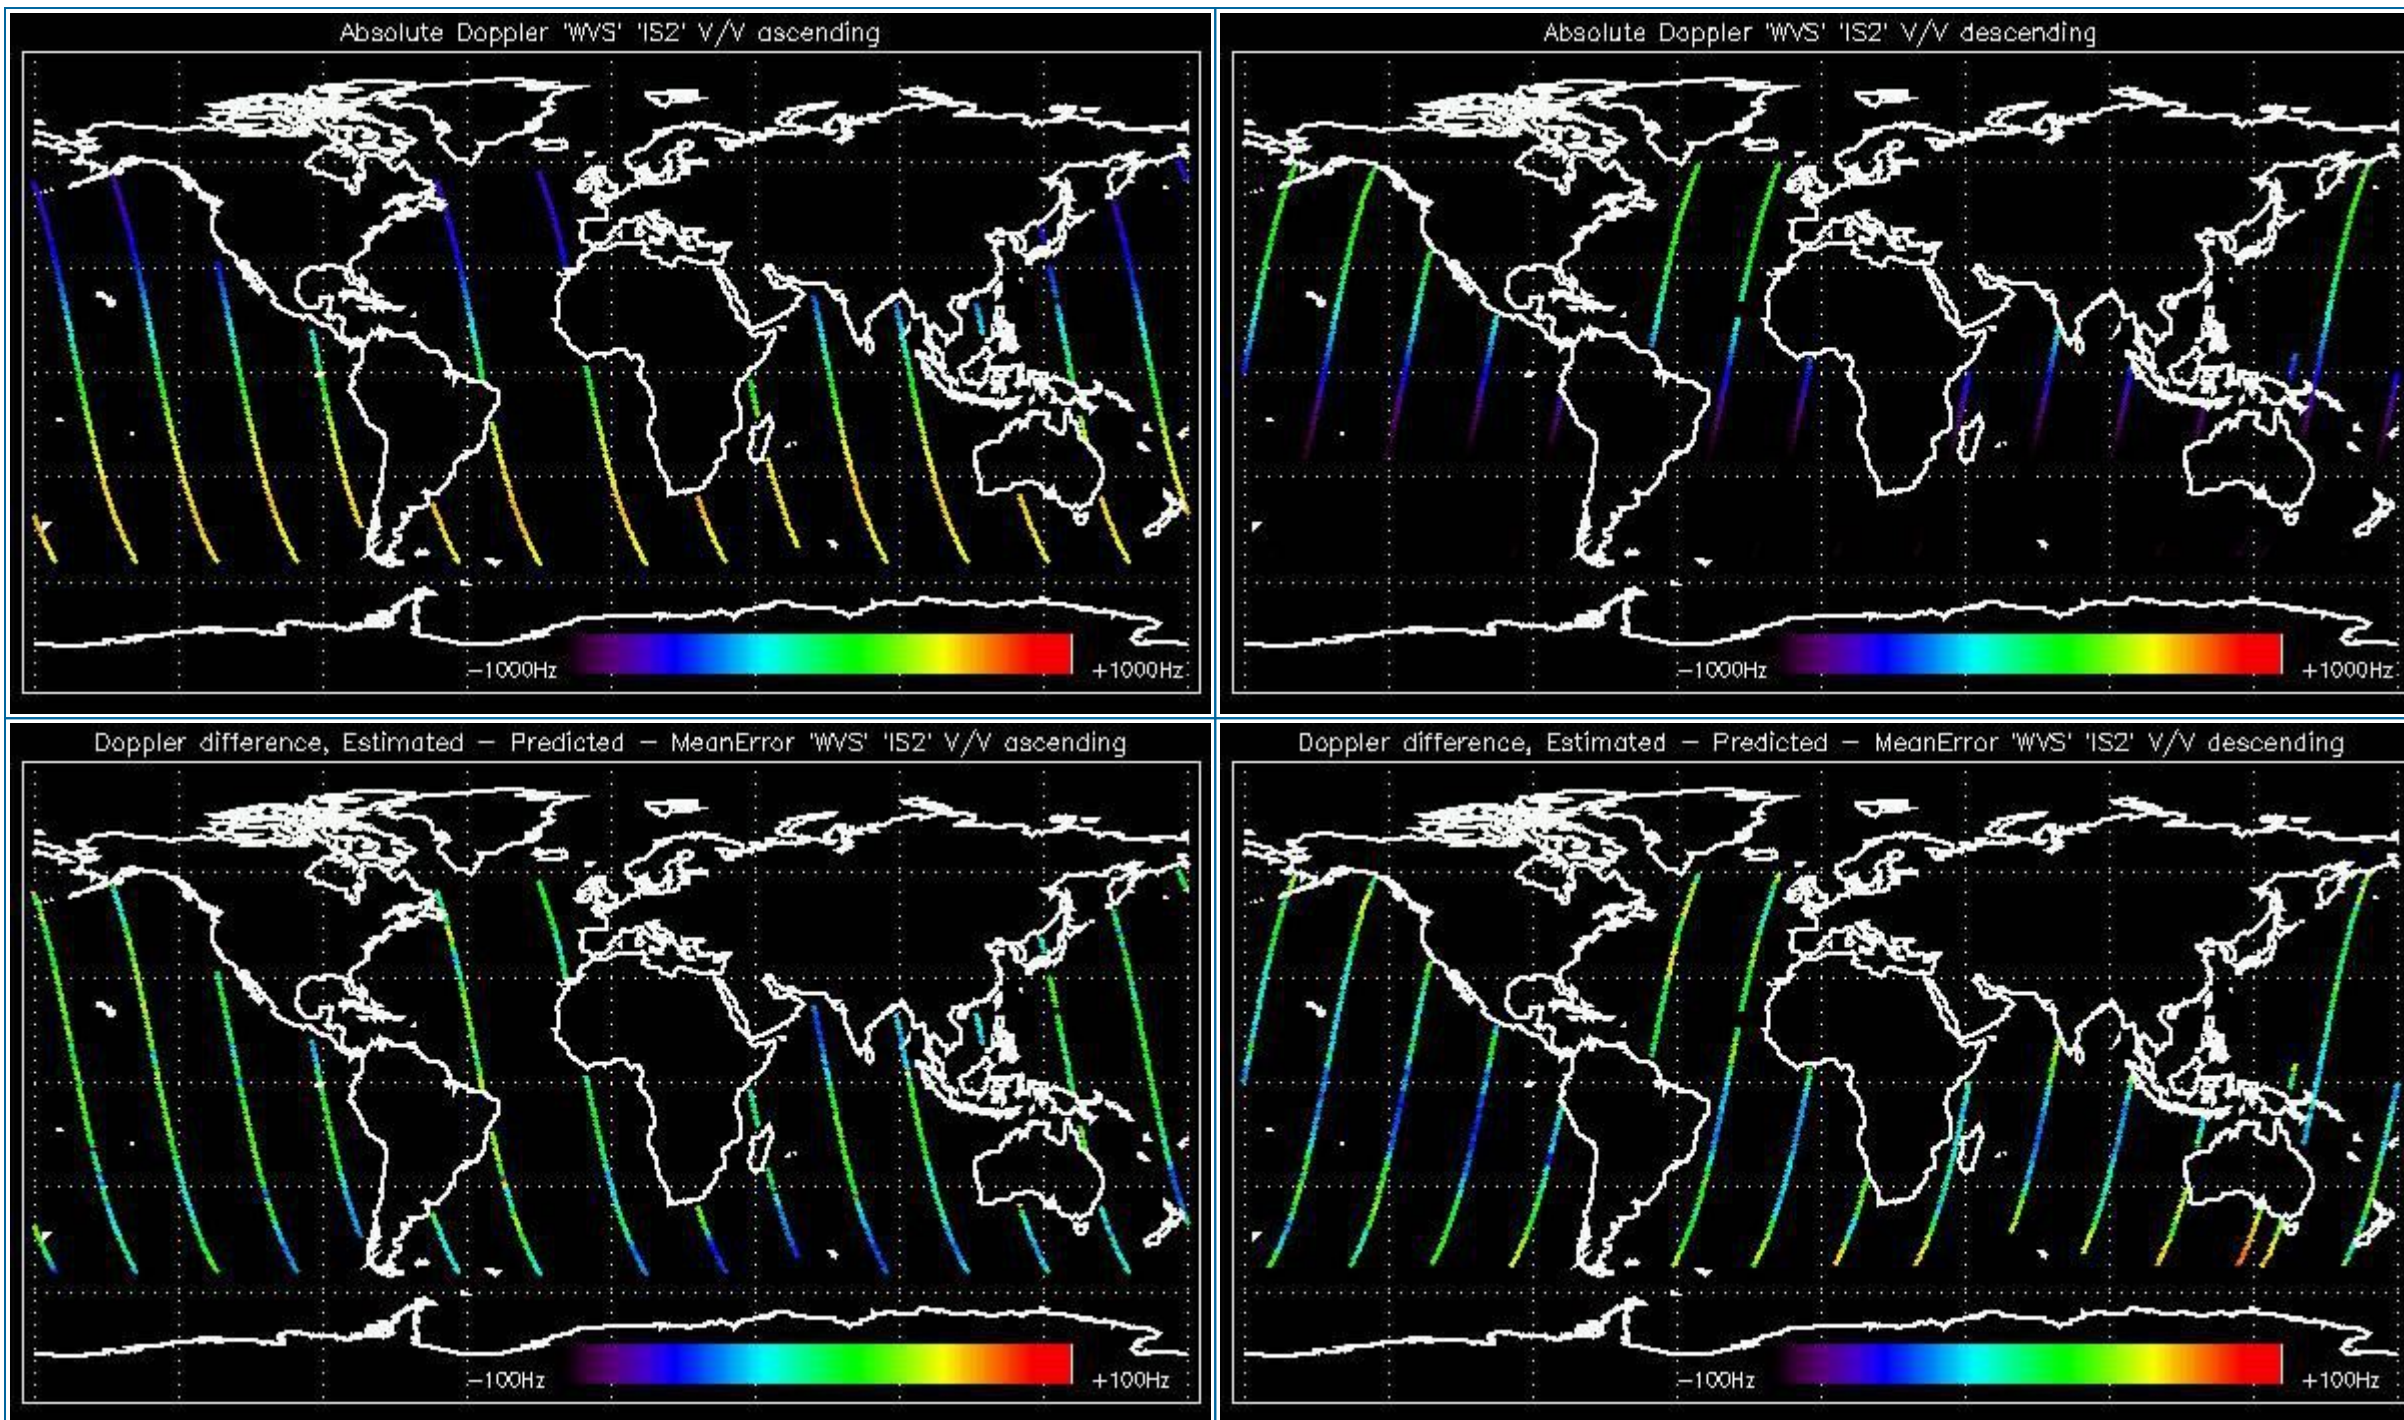 Absolute Doppler 'WVS' 'IS2' V/V ascending
-1000Hz
+1000Hz
Absolute Doppler 'WVS' 'IS2' V/V descending
-1000Hz
+1000Hz
Doppler difference, Estimated - Predicted - MeanError 'WVS' 'IS2' V/V ascending
-100Hz
+100Hz
Doppler difference, Estimated - Predicted - MeanError 'WVS' 'IS2' V/V descending
-100Hz
+100Hz